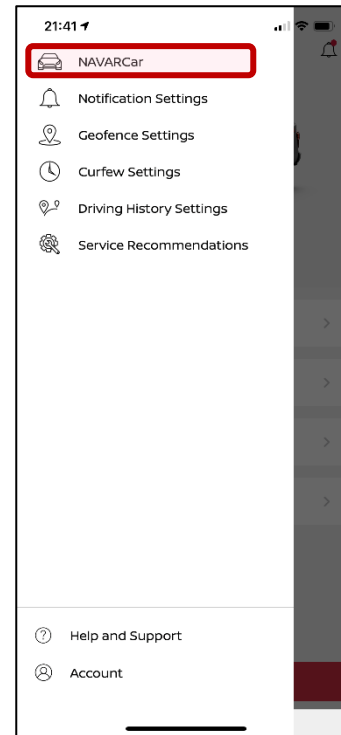 21:41
NAVARCar
Notification Settings
Geofence Settings
Curfew Settings
Driving History Settings
Service Recommendations
Help and Support
Account